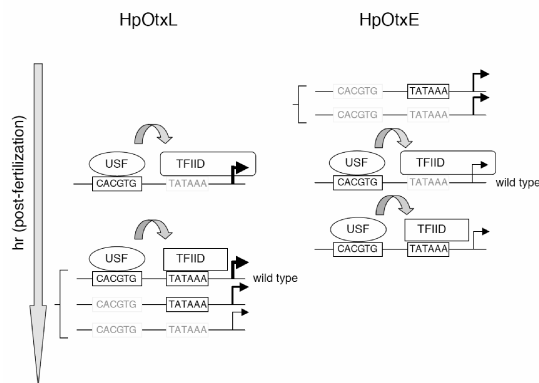 HpOtxL
HpOtxE
hr (post-fertilization)
CACGTG TATAAA
CACGTG TATAAA
USF TFIID
CACGTG TATAAA
USF TFIID
CACGTG TATAAA
wild type
USF TFIID
CACGTG TATAAA
USF TFIID
CACGTG TATAAA
wild type
CACGTG TATAAA
CACGTG TATAAA